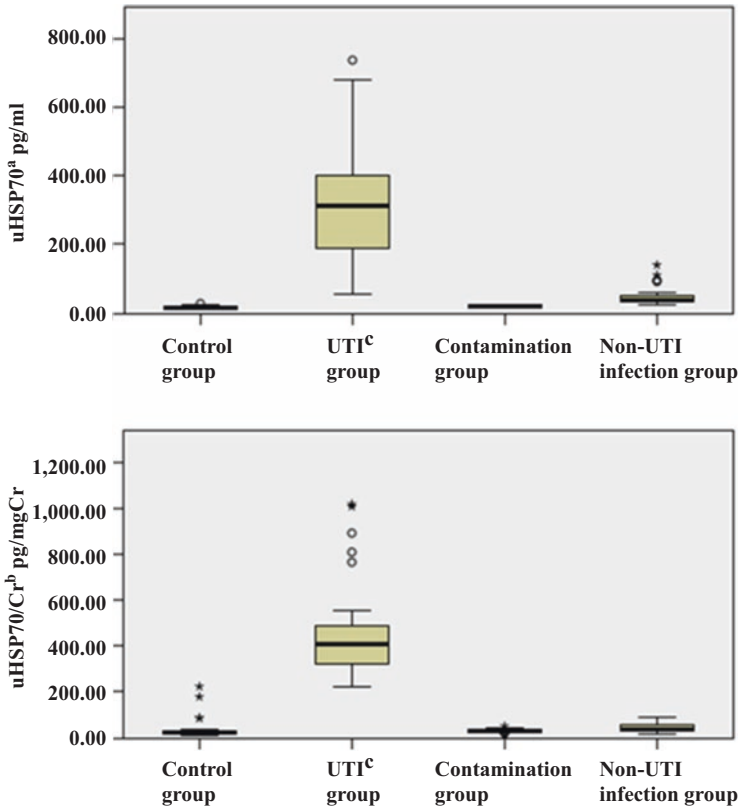 uHSP70ᵃ pg/ml
800.00
600.00
400.00
200.00
0.00
Control group
UTIᶜ group
Contamination group
Non-UTI infection group
uHSP70/Crᵇ pg/mgCr
1,200.00
1,000.00
800.00
600.00
400.00
200.00
0.00
Control group
UTIᶜ group
Contamination group
Non-UTI infection group